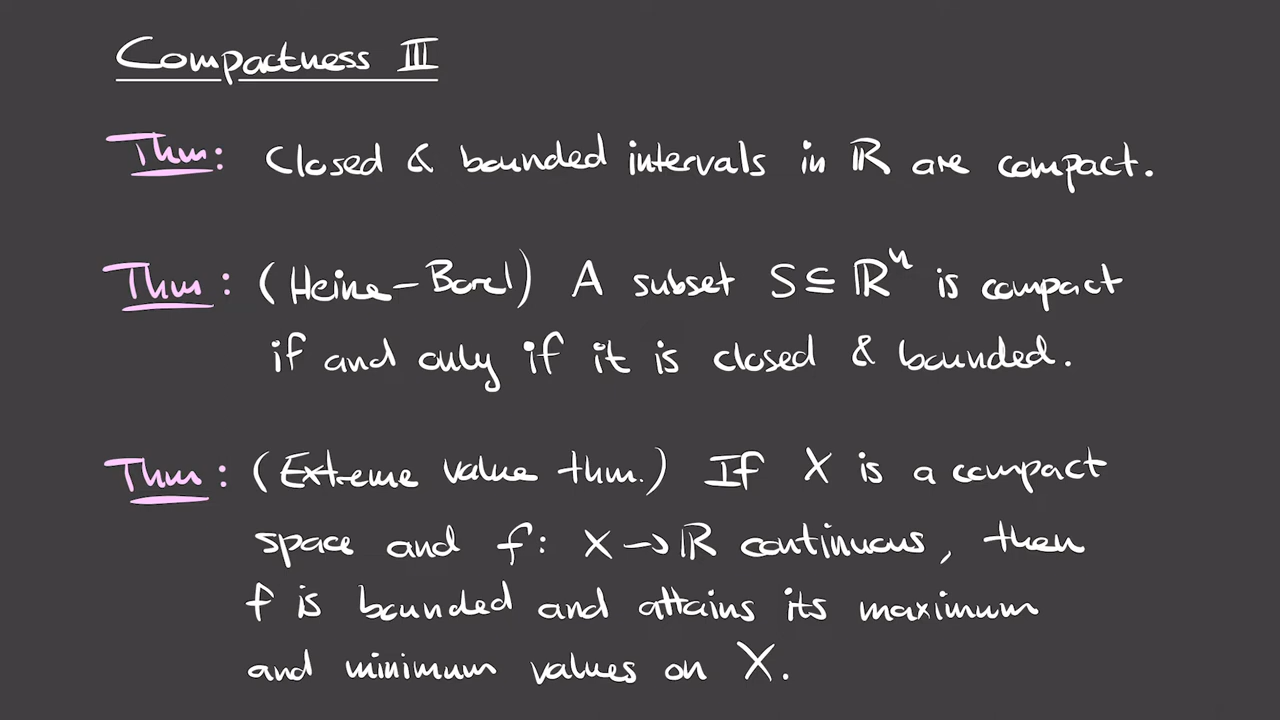 Compactness III
Thm: Closed & bounded intervals in ℝ are compact.
Thm: (Heine-Borel) A subset S ⊆ ℝⁿ is compact
if and only if it is closed & bounded.
Thm: (Extreme value thm.) If X is a compact
space and f: X → ℝ continuous, then
f is bounded and attains its maximum
and minimum values on X.